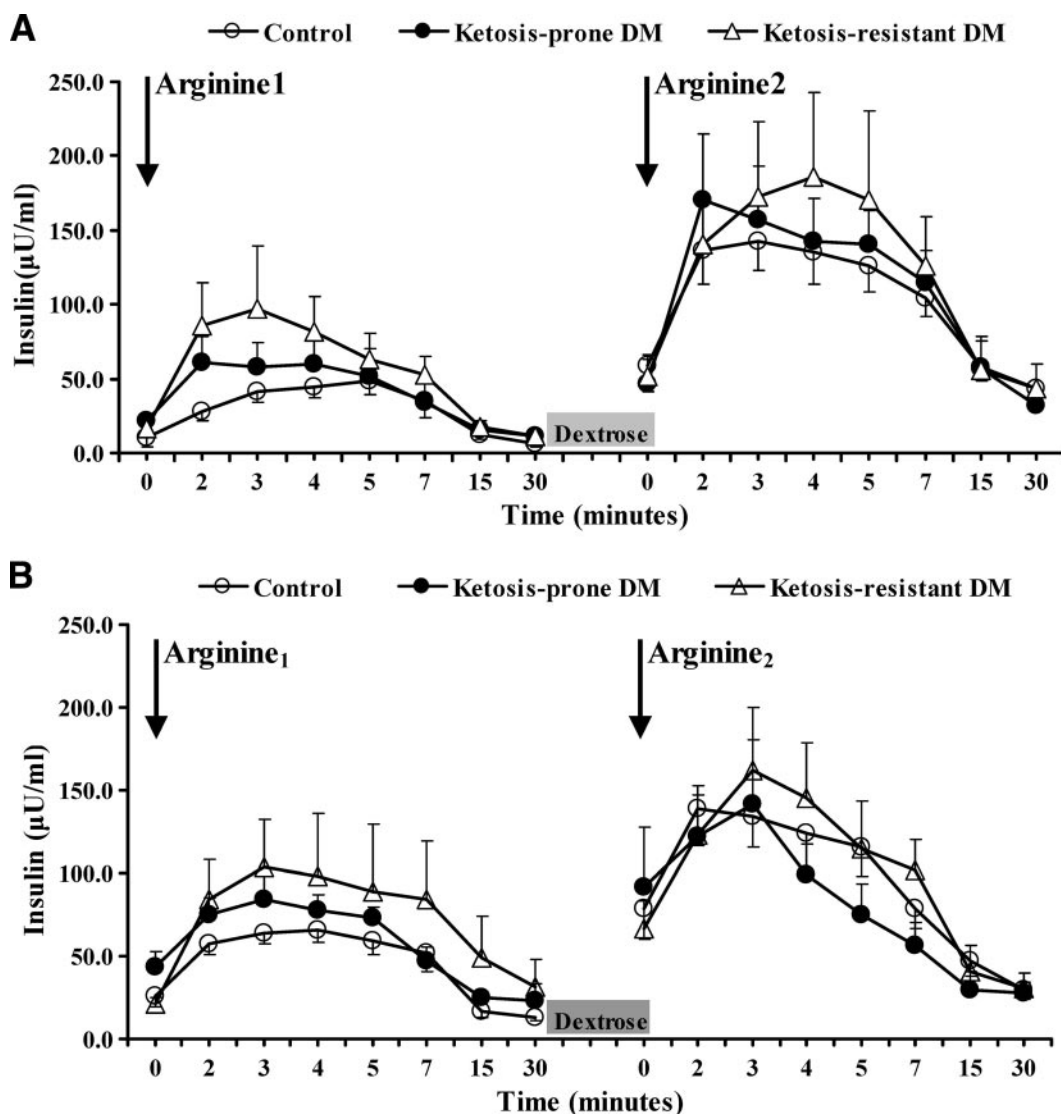 A
Control Ketosis-prone DM Ketosis-resistant DM
250.0
200.0
150.0
100.0
50.0
0.0
Insulin(µU/ml)
Arginine1
Arginine2
Dextrose
0 2 3 4 5 7 15 30 0 2 3 4 5 7 15 30
Time (minutes)
B
Control Ketosis-prone DM Ketosis-resistant DM
250.0
200.0
150.0
100.0
50.0
0.0
Insulin (µU/ml)
Arginine₁
Arginine₂
Dextrose
0 2 3 4 5 7 15 30 0 2 3 4 5 7 15 30
Time (minutes)